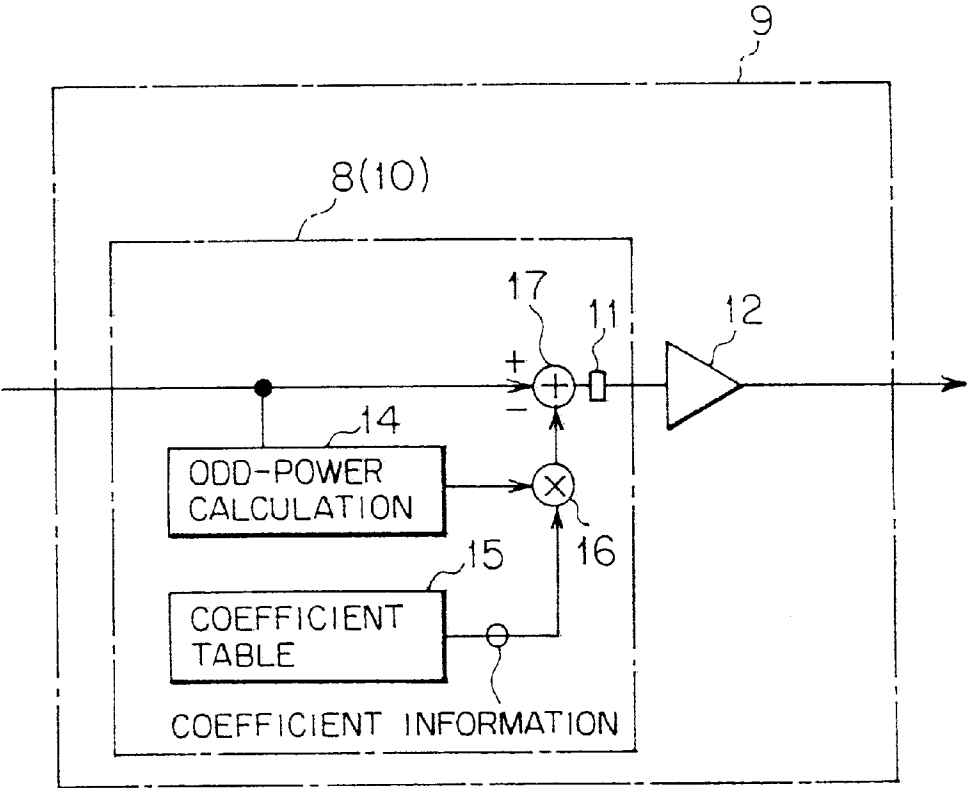 9
8(10)
17
11
12
+
+
−
14
ODD-POWER
CALCULATION
×
16
15
COEFFICIENT
TABLE
COEFFICIENT INFORMATION